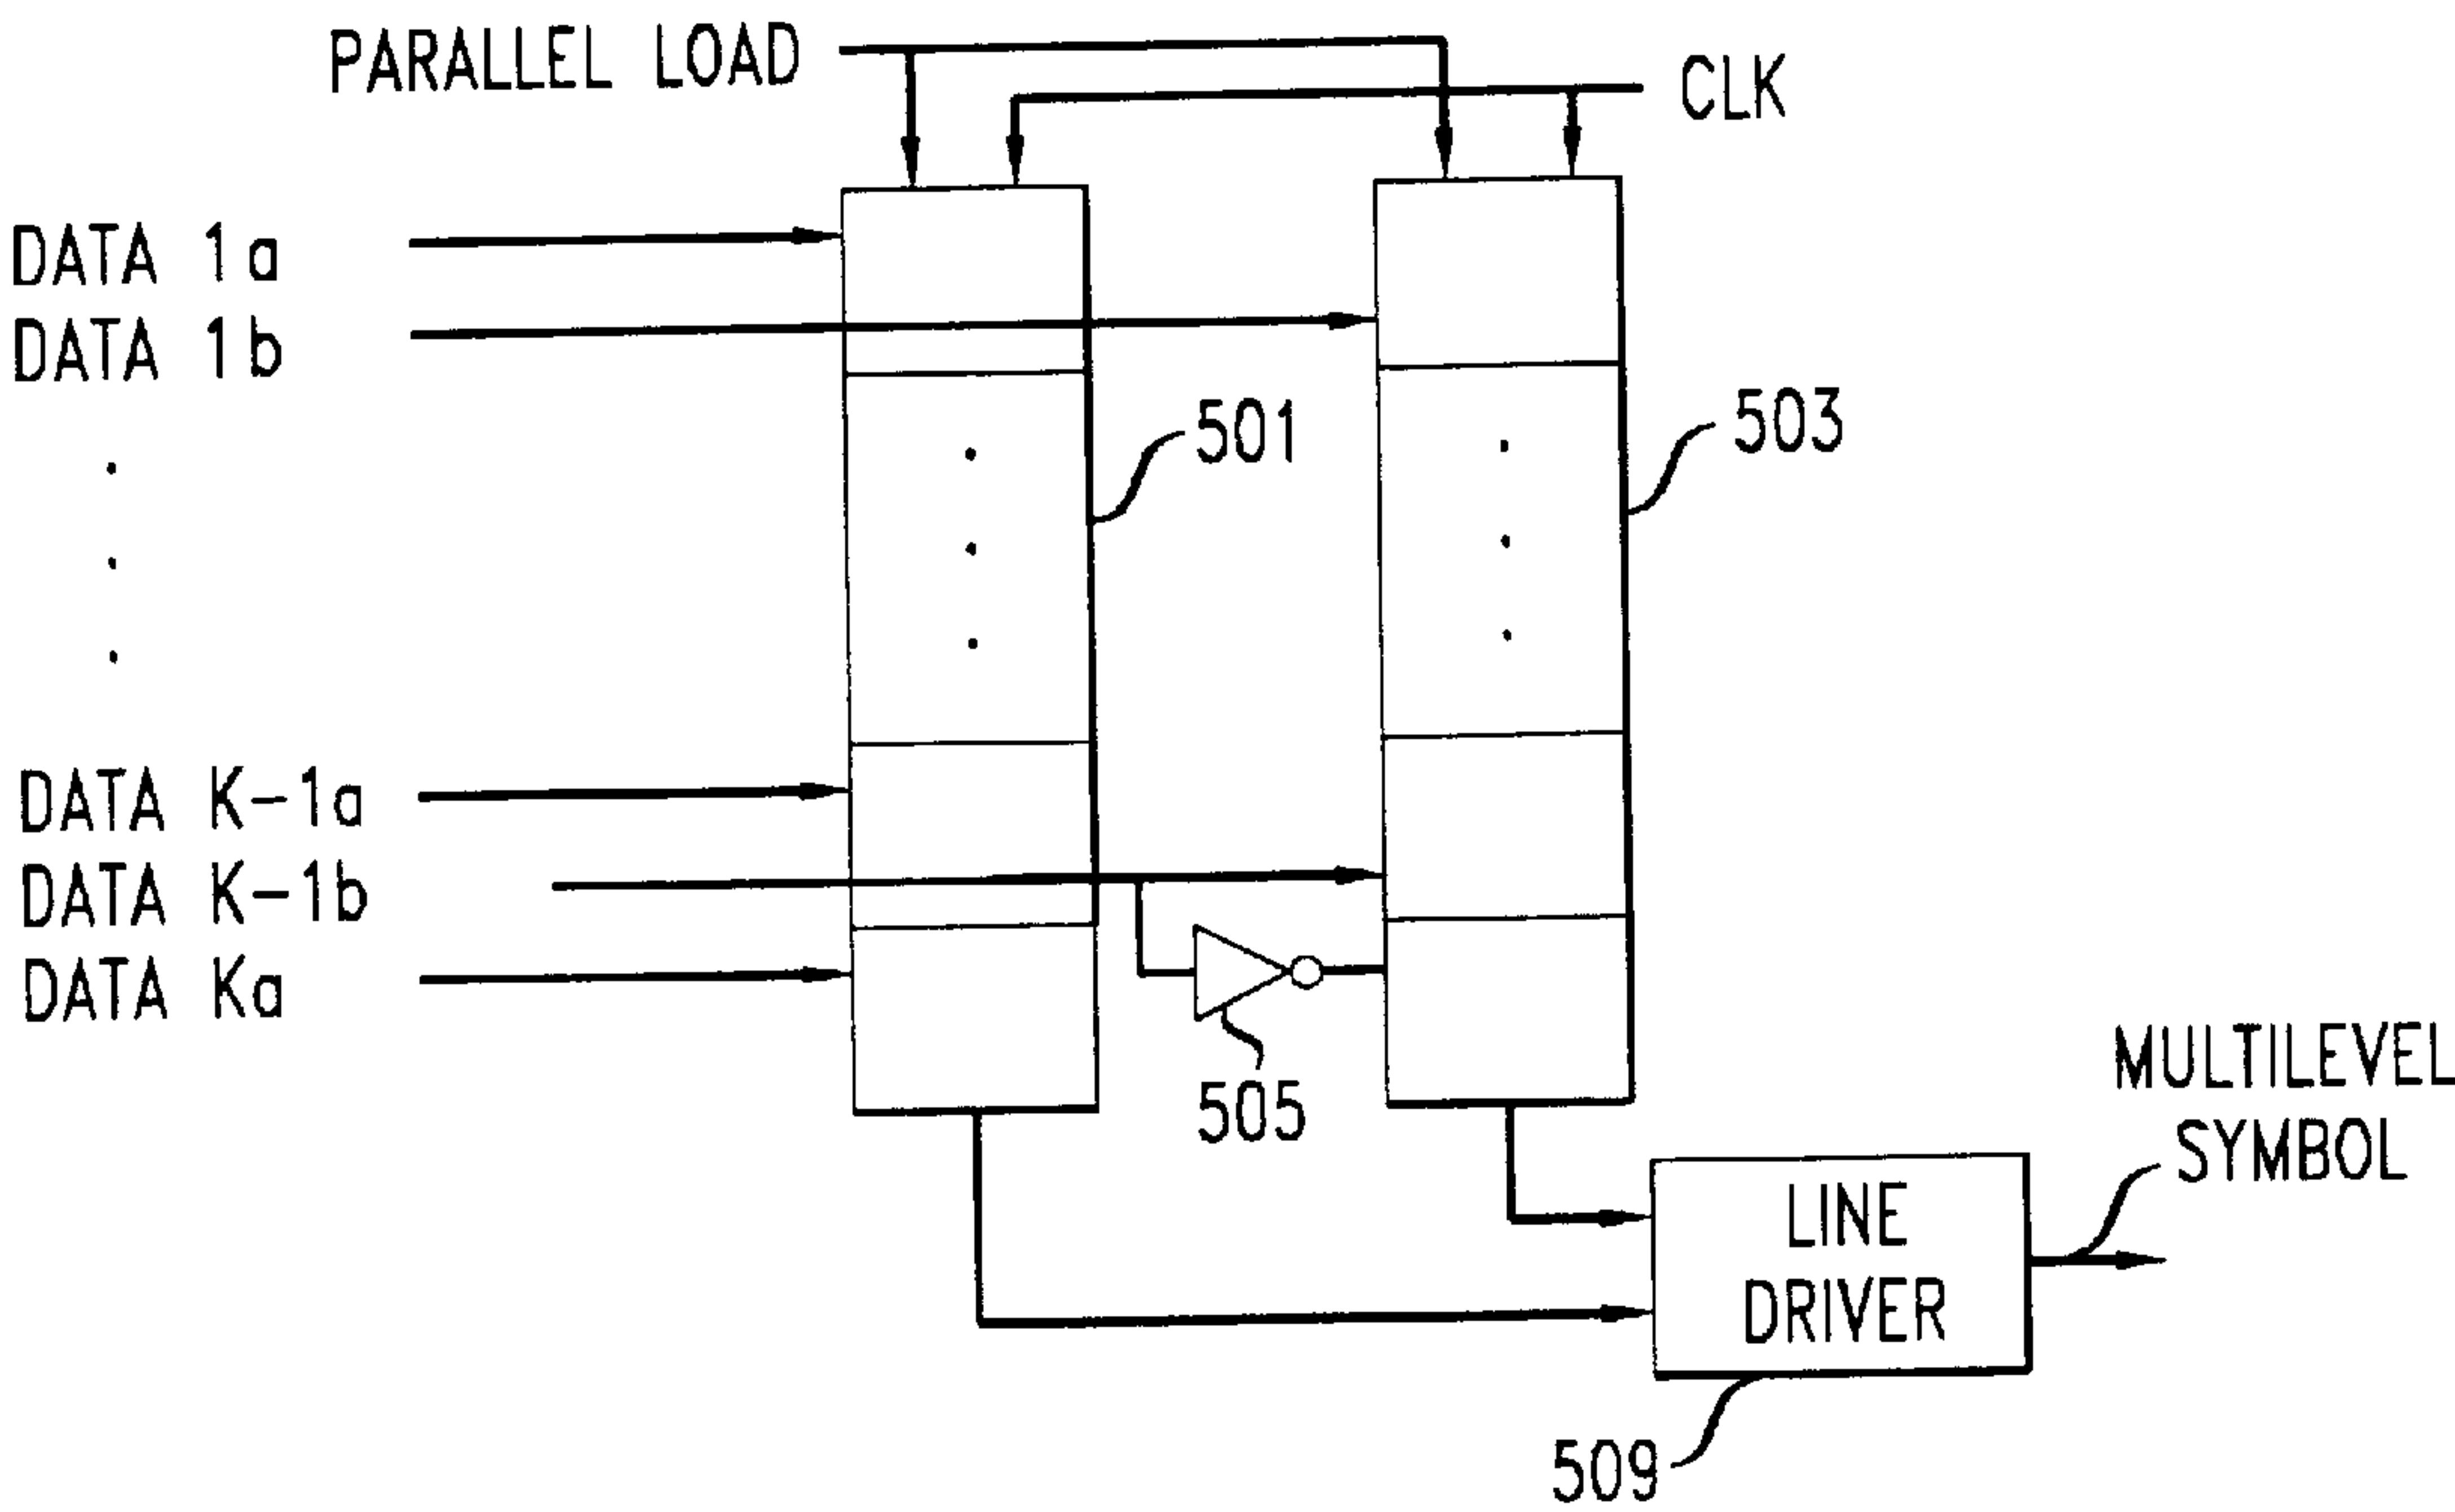 PARALLEL LOAD
CLK
DATA 1a
DATA 1b
501
503
DATA K-1a
DATA K-1b
DATA Ka
505
MULTILEVEL
SYMBOL
LINE
DRIVER
509